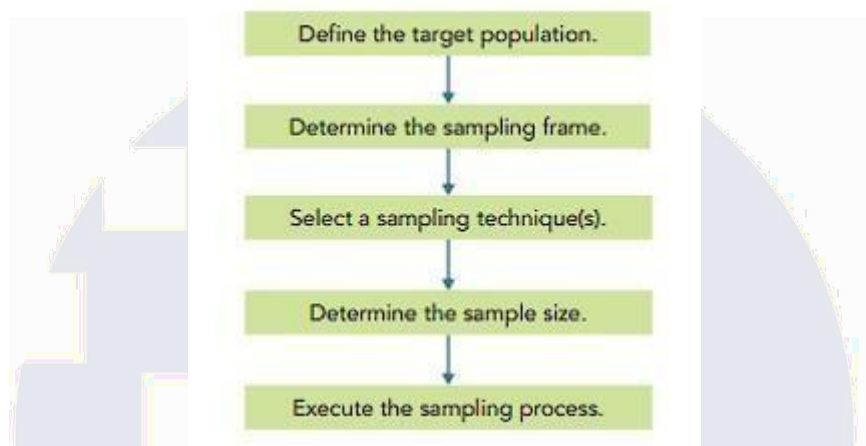 Define the target population.
Determine the sampling frame.
Select a sampling technique(s).
Determine the sample size.
Execute the sampling process.